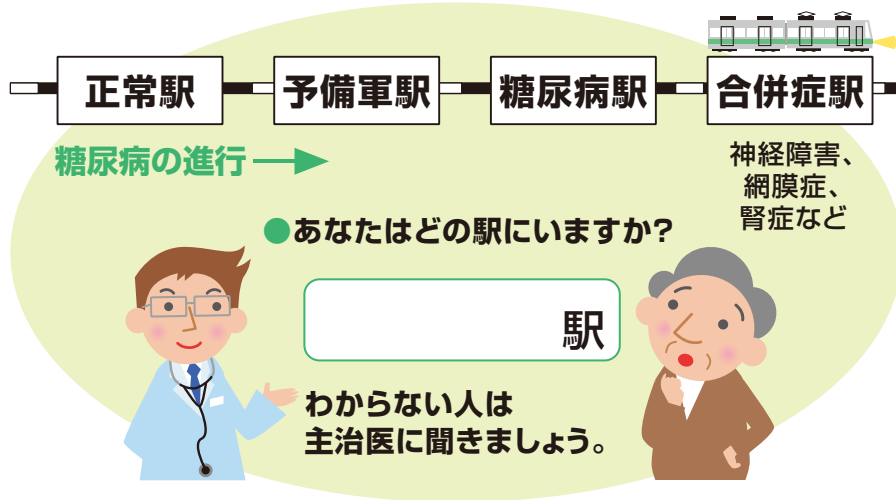 正常駅 予備軍駅 糖尿病駅 合併症駅
糖尿病の進行
神経障害、
網膜症、
腎症など
●あなたはどの駅にいますか?
駅
わからない人は
主治医に聞きましょう。